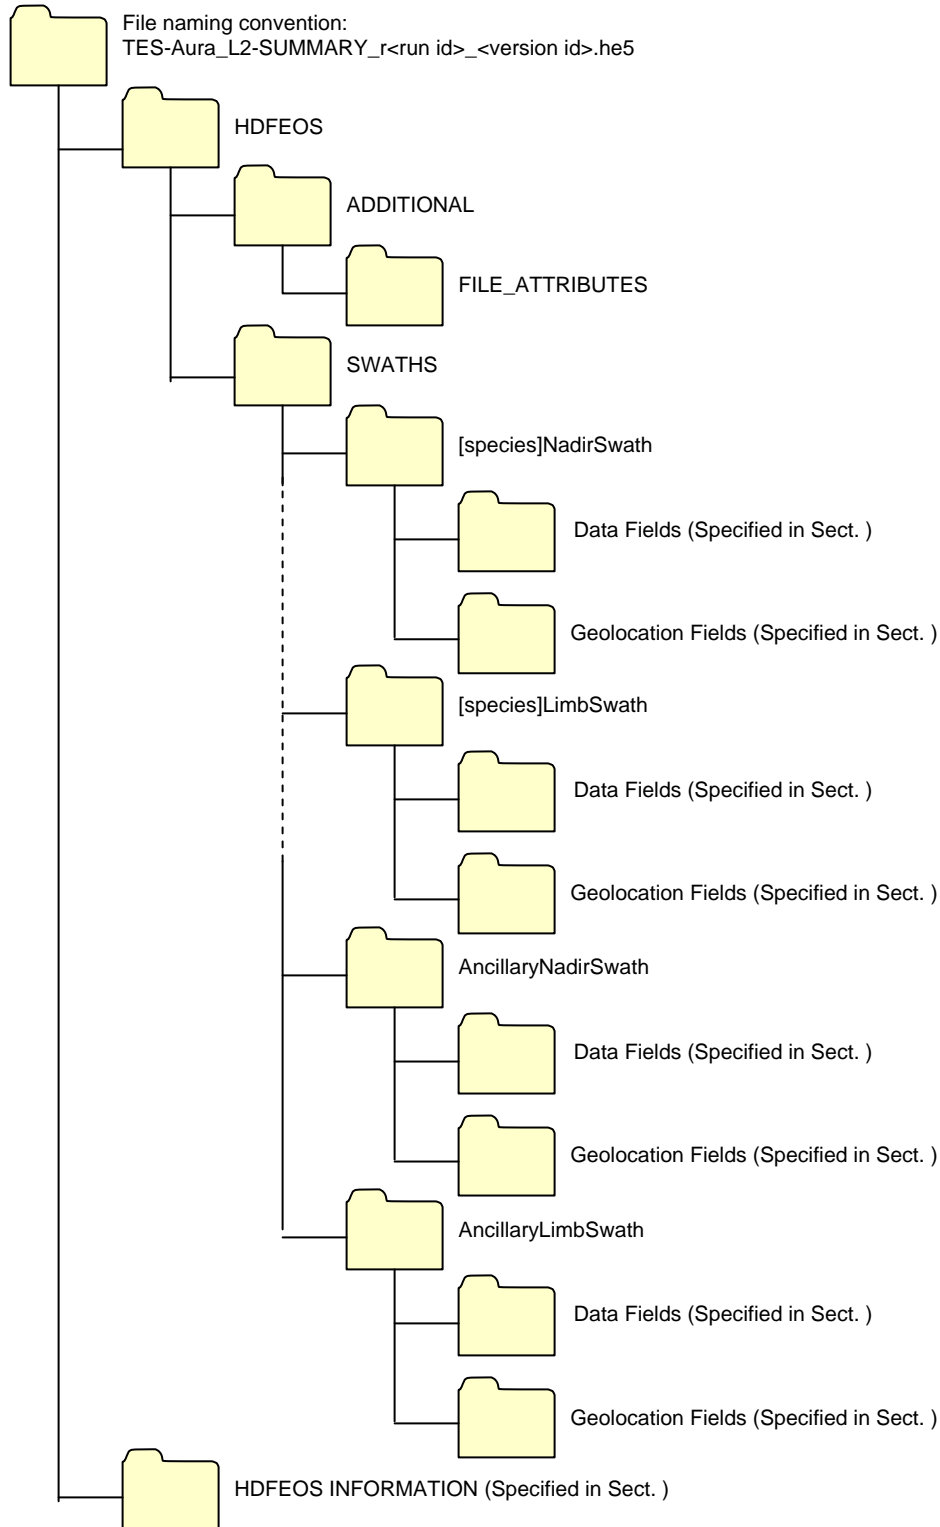 File naming convention:
TES-Aura_L2-SUMMARY_r<run id>_<version id>.he5
HDFEOS
ADDITIONAL
FILE_ATTRIBUTES
SWATHS
[species]NadirSwath
Data Fields (Specified in Sect. )
Geolocation Fields (Specified in Sect. )
[species]LimbSwath
Data Fields (Specified in Sect. )
Geolocation Fields (Specified in Sect. )
AncillaryNadirSwath
Data Fields (Specified in Sect. )
Geolocation Fields (Specified in Sect. )
AncillaryLimbSwath
Data Fields (Specified in Sect. )
Geolocation Fields (Specified in Sect. )
HDFEOS INFORMATION (Specified in Sect. )